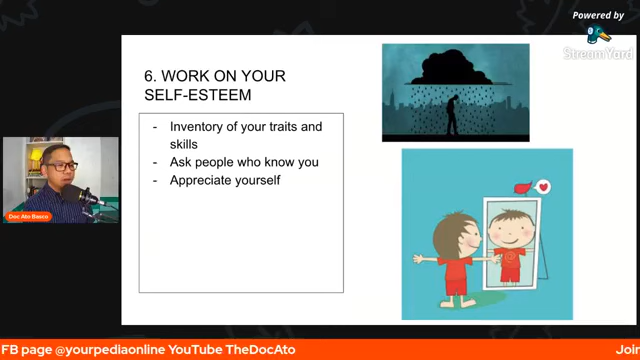 Powered by
StreamYard
6. WORK ON YOUR
SELF-ESTEEM
- Inventory of your traits and
skills
- Ask people who know you
- Appreciate yourself
Doc Ato Basco
FB page @yourpediaonline YouTube TheDocAto
Join